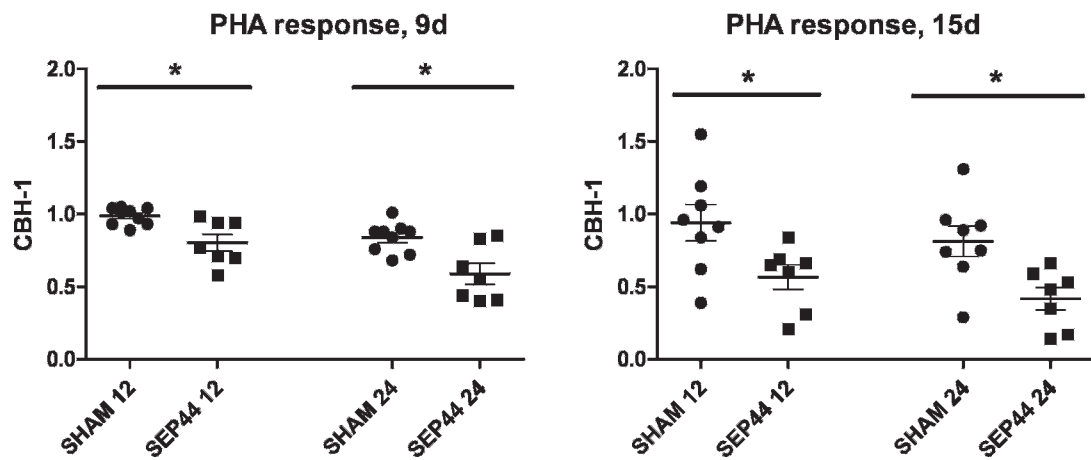 PHA response, 9d
*
*
2.0
1.5
1.0
0.5
0.0
CBH-1
SHAM 12
SEP44 12
SHAM 24
SEP44 24
PHA response, 15d
*
*
2.0
1.5
1.0
0.5
0.0
CBH-1
SHAM 12
SEP44 12
SHAM 24
SEP44 24